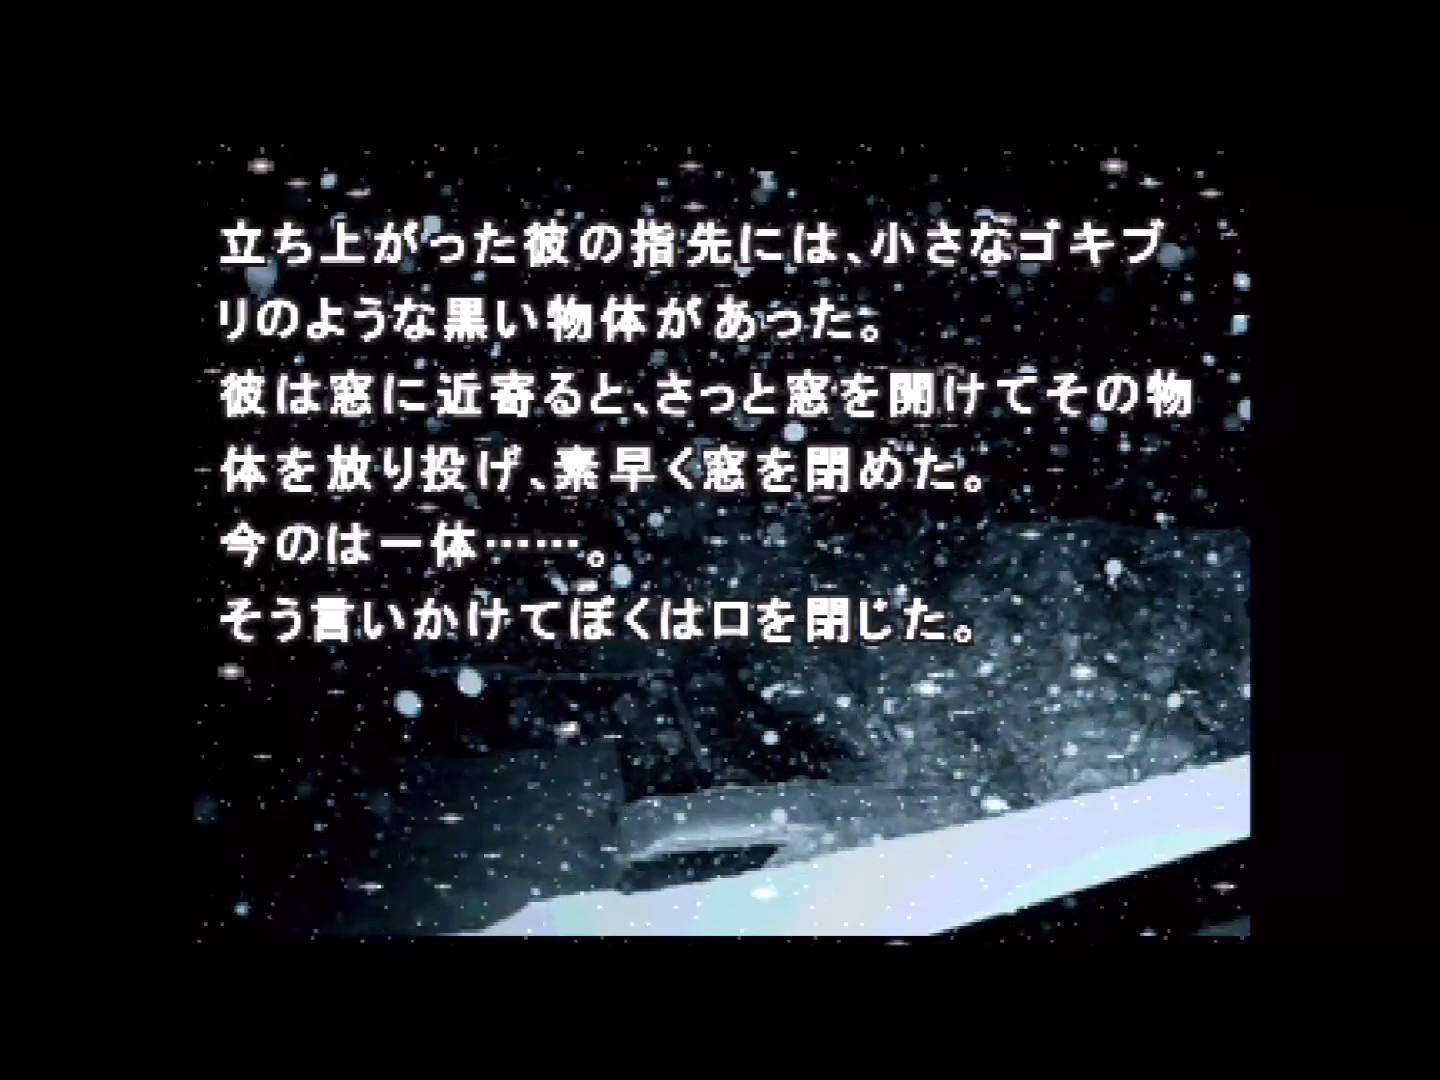 立ち上がった彼の指先には、小さなゴキブ
リのような黒い物体があった。
彼は窓に近寄ると、さっと窓を開けてその物
体を放り投げ、素早く窓を閉めた。
今のは一体……。
そう言いかけてぼくは口を閉じた。